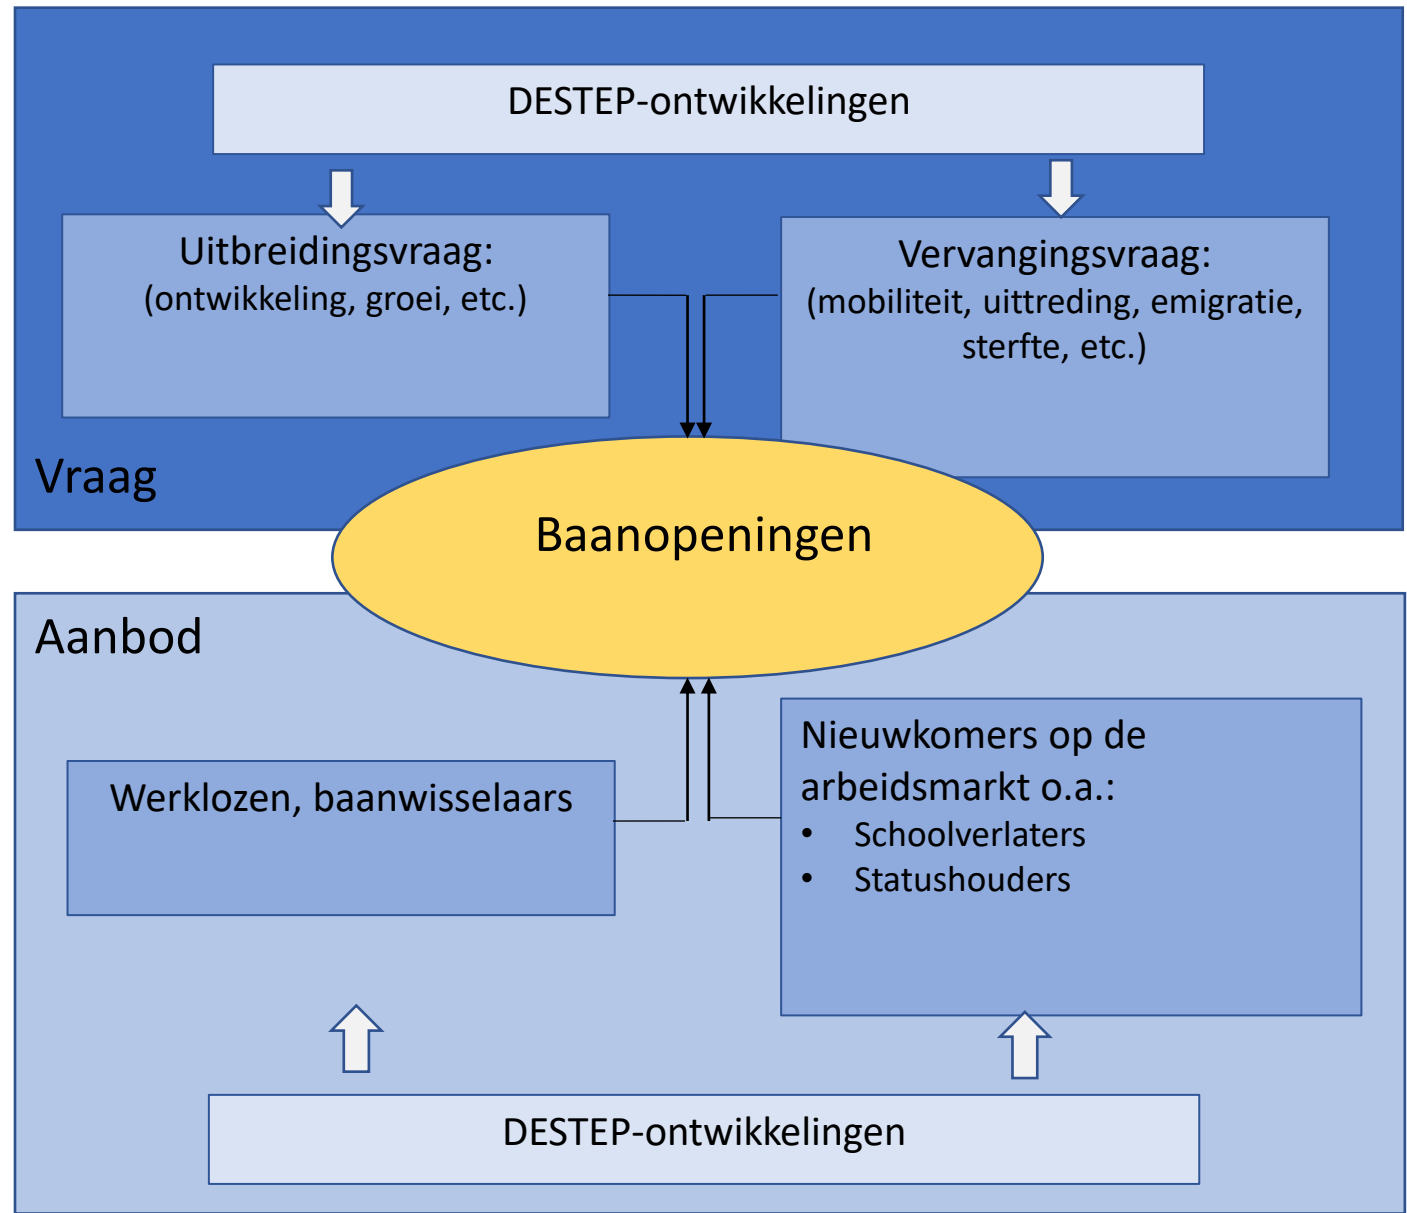 DESTEP-ontwikkelingen
Uitbreidingsvraag:
(ontwikkeling, groei, etc.)
Vervangingsvraag:
(mobiliteit, uittreding, emigratie,
sterfte, etc.)
Vraag
Baanopeningen
Aanbod
Werklozen, baanwisselaars
Nieuwkomers op de
arbeidsmarkt o.a.:
• Schoolverlaters
• Statushouders
DESTEP-ontwikkelingen